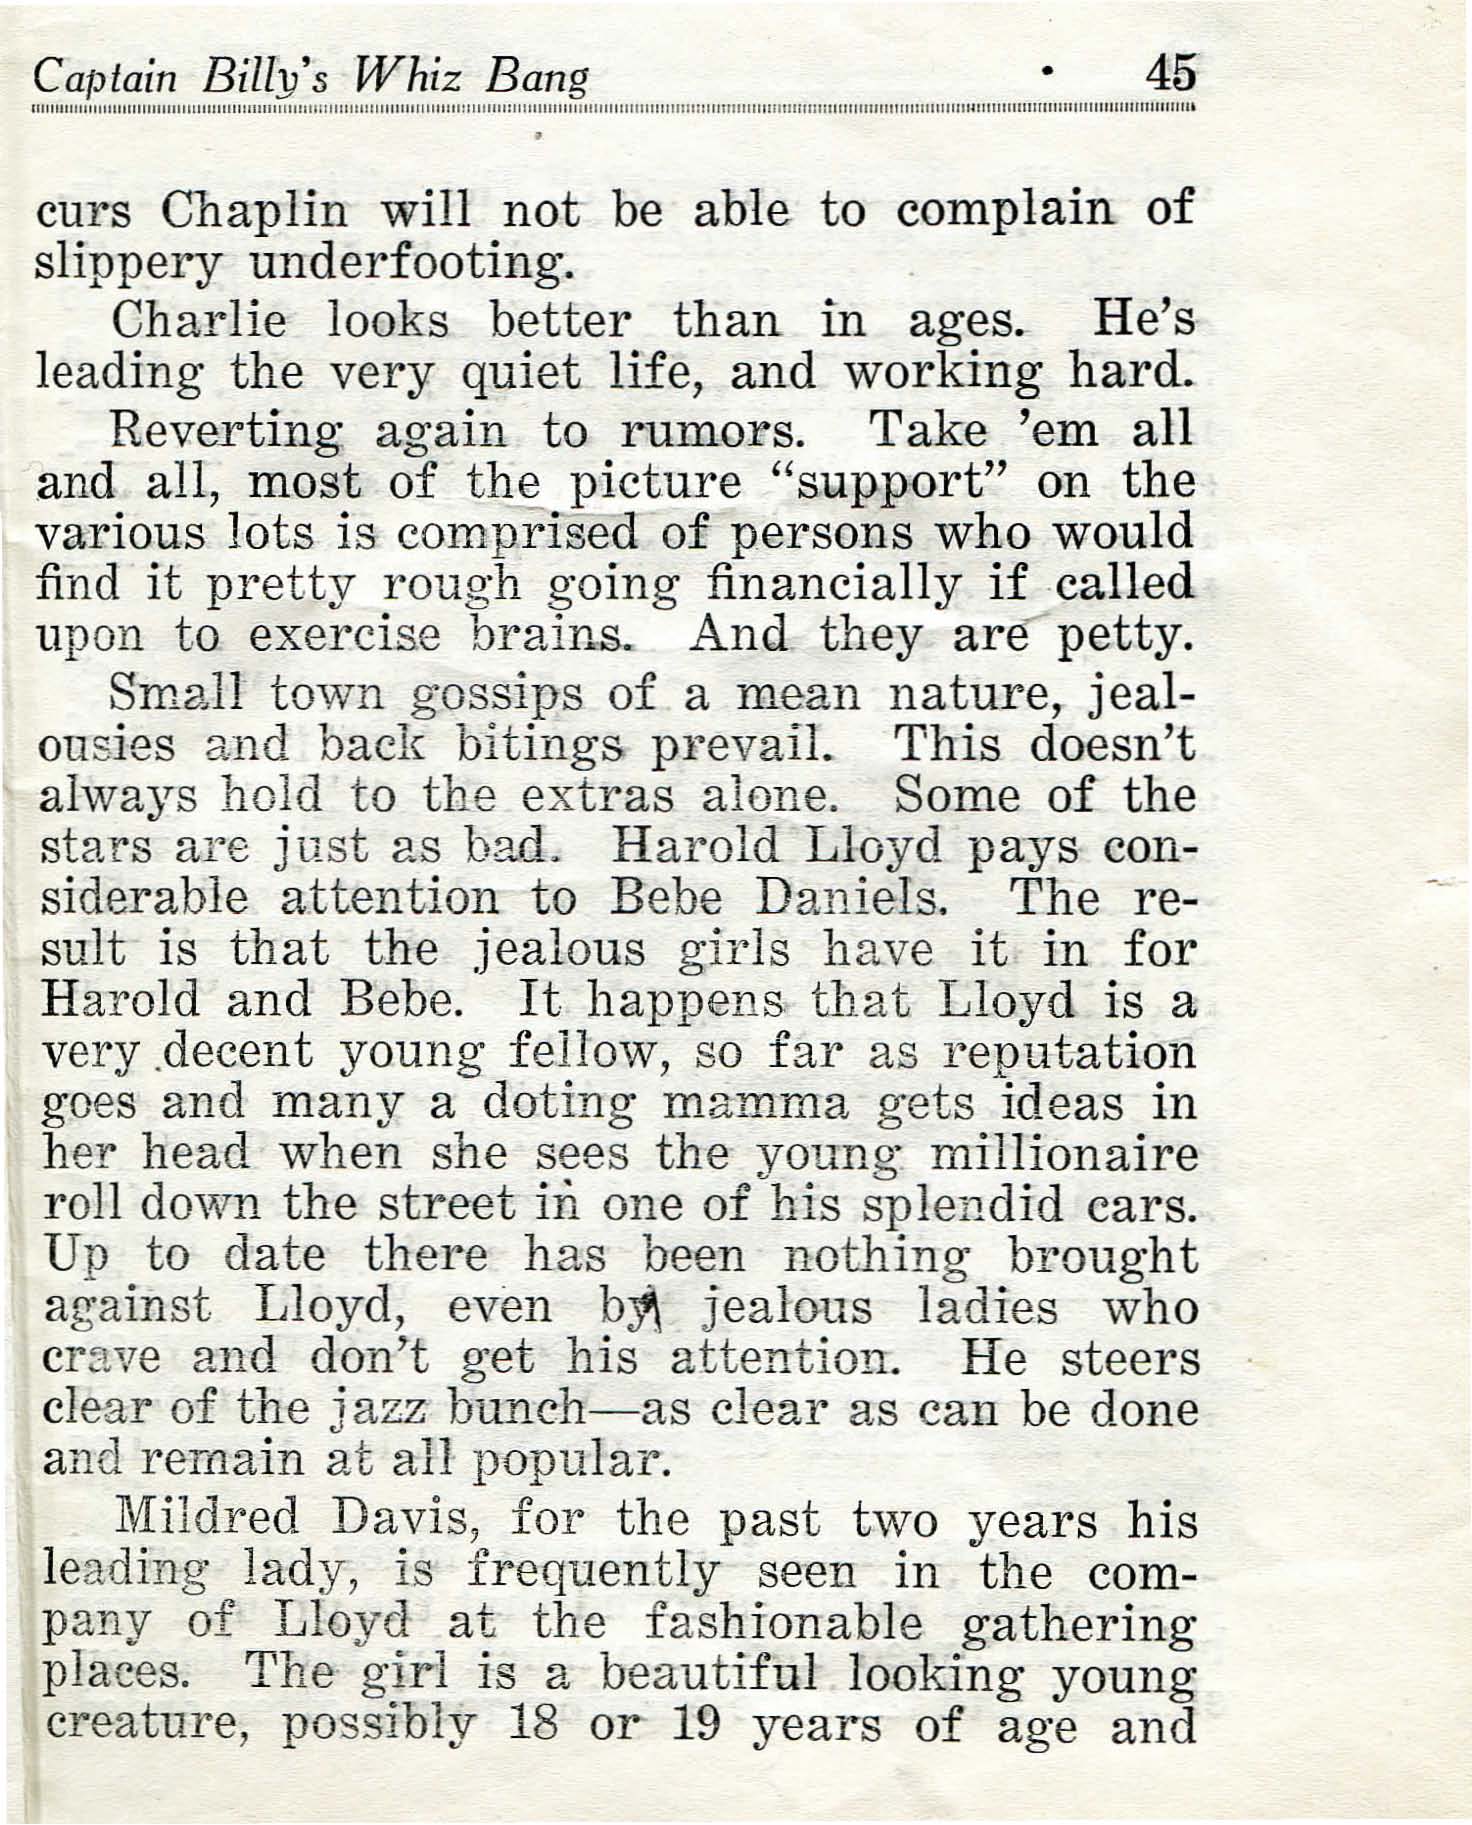 Captain Billy's Whiz Bang 45
curs Chaplin will not be able to complain of
slippery underfooting.
Charlie looks better than in ages. He's
leading the very quiet life, and working hard.
Reverting again to rumors. Take 'em all
and all, most of the picture “support” on the
various lots is comprised of persons who would
find it pretty rough going financially if called
upon to exercise brains. And they are petty.
Small town gossips of a mean nature, jeal-
ousies and back bitings prevail. This doesn't
always hold to the extras alone. Some of the
stars are just as bad. Harold Lloyd pays con-
siderable attention to Bebe Daniels. The re-
sult is that the jealous girls have it in for
Harold and Bebe. It happens that Lloyd is a
very decent young fellow, so far as reputation
goes and many a doting mamma gets ideas in
her head when she sees the young millionaire
roll down the street in one of his splendid cars.
Up to date there has been nothing brought
against Lloyd, even by jealous ladies who
crave and don't get his attention. He steers
clear of the jazz bunch—as clear as can be done
and remain at all popular.
Mildred Davis, for the past two years his
leading lady, is frequently seen in the com-
pany of Lloyd at the fashionable gathering
places. The girl is a beautiful looking young
creature, possibly 18 or 19 years of age and